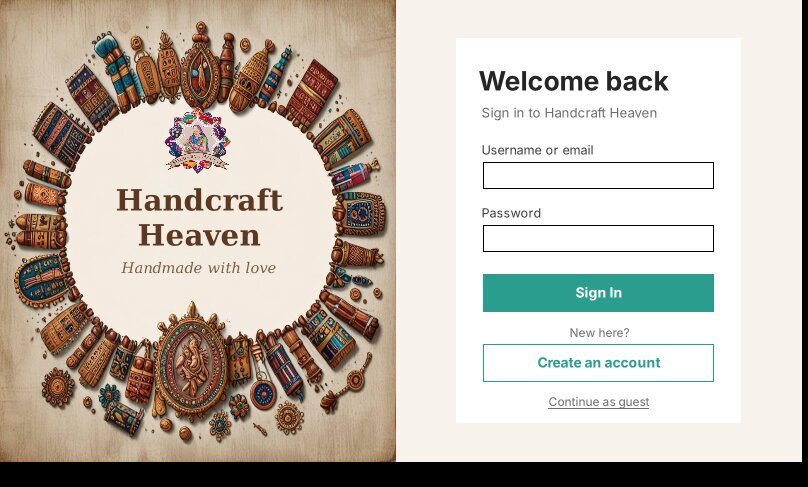 Handcraft
Heaven
Handmade with love
Welcome back
Sign in to Handcraft Heaven
Username or email
Password
Sign In
New here?
Create an account
Continue as guest